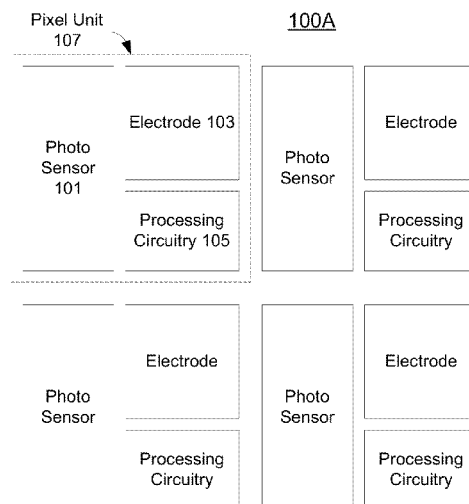 Pixel Unit
107
100A
Photo
Sensor
101
Electrode 103
Processing
Circuitry 105
Photo
Sensor
Electrode
Processing
Circuitry
Photo
Sensor
Electrode
Processing
Circuitry
Photo
Sensor
Electrode
Processing
Circuitry